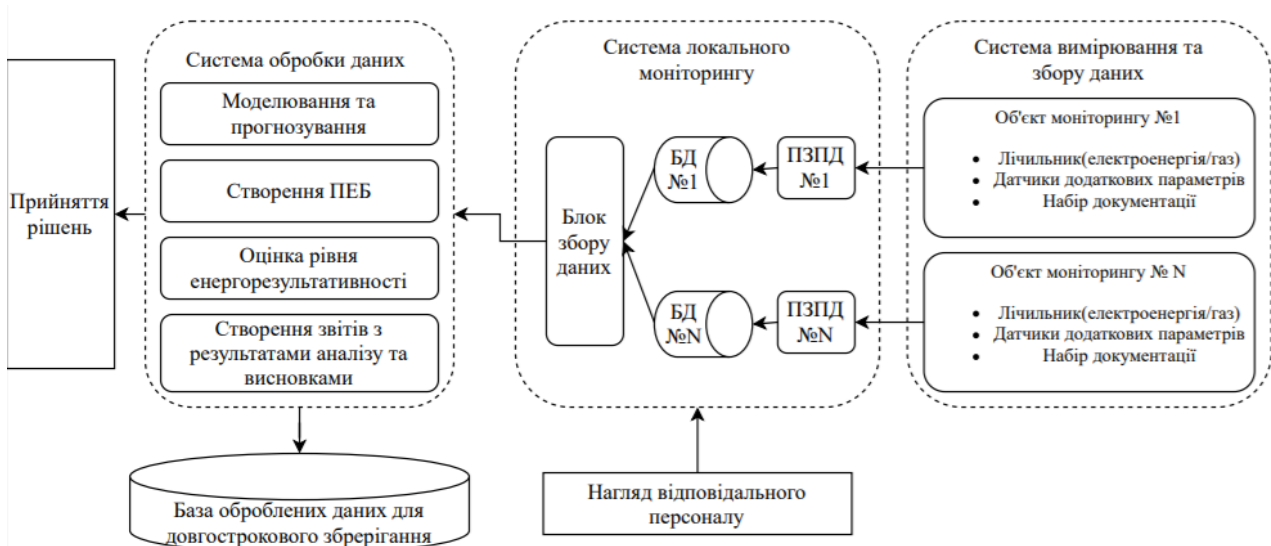 Прийняття
рішень
Система обробки даних
Моделювання та
прогнозування
Створення ПЕБ
Оцінка рівня
енергорезультативності
Створення звітів з
результатами аналізу та
висновками
База оброблених даних для
довгострокового збрерігання
Система локального
моніторингу
Блок
збору
даних
БД
№1
ПЗПД
№1
БД
№N
ПЗПД
№N
Нагляд відповідального
персоналу
Система вимірювання та
збору даних
Об'єкт моніторингу №1
• Лічильник(електроенергія/газ)
• Датчики додаткових параметрів
• Набір документації
Об'єкт моніторингу № N
• Лічильник(електроенергія/газ)
• Датчики додаткових параметрів
• Набір документації